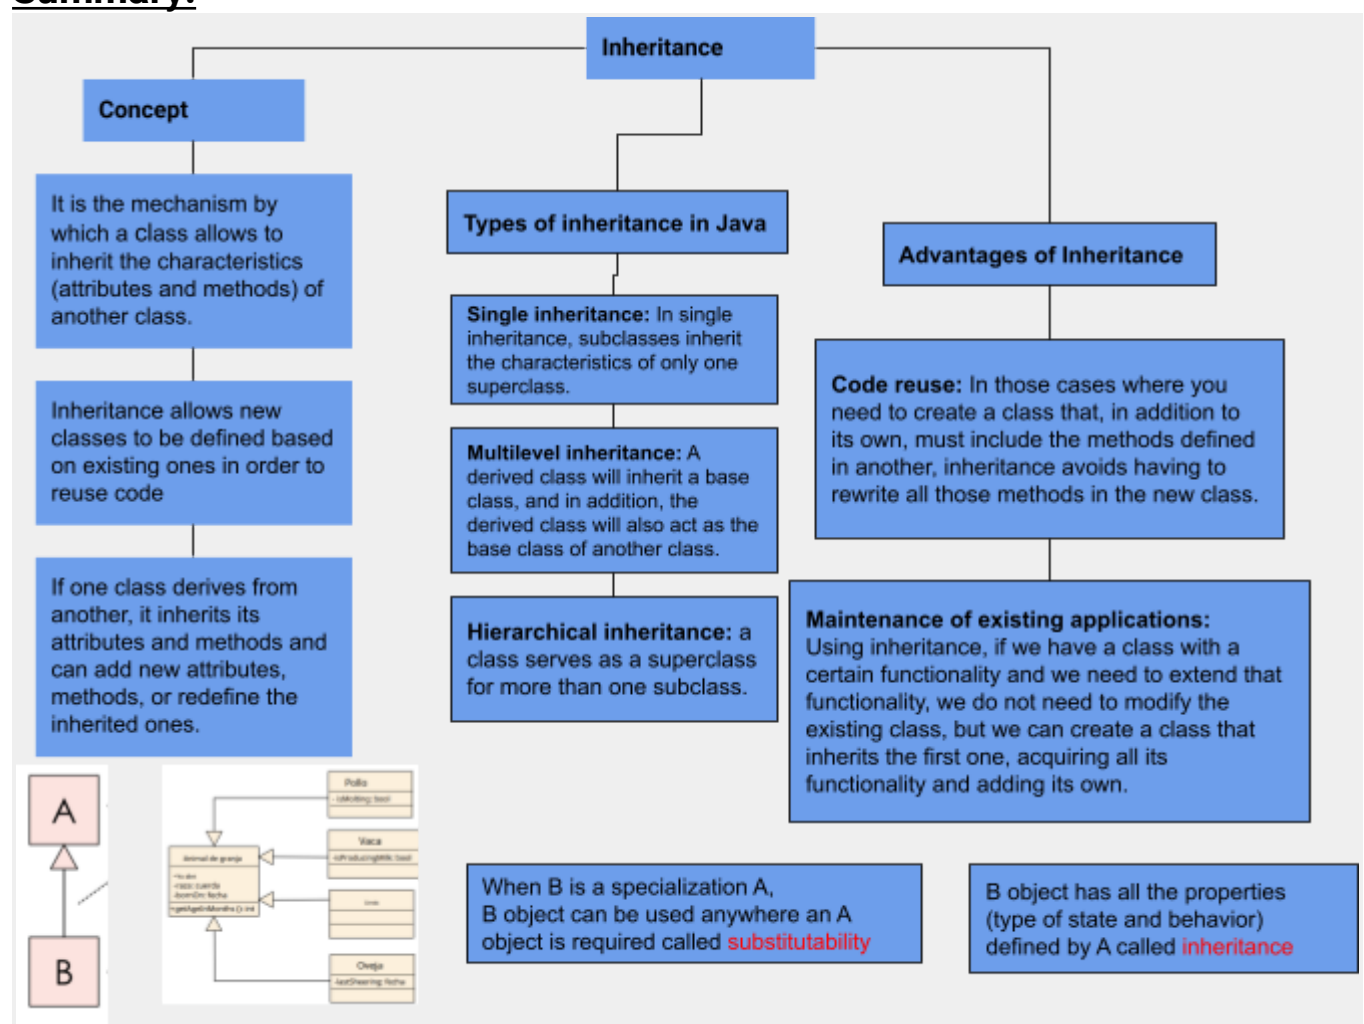 Summary:
Inheritance
Concept
It is the mechanism by
which a class allows to
inherit the characteristics
(attributes and methods) of
another class.
Inheritance allows new
classes to be defined based
on existing ones in order to
reuse code
If one class derives from
another, it inherits its
attributes and methods and
can add new attributes,
methods, or redefine the
inherited ones.
Types of inheritance in Java
Single inheritance: In single
inheritance, subclasses inherit
the characteristics of only one
superclass.
Multilevel inheritance: A
derived class will inherit a base
class, and in addition, the
derived class will also act as the
base class of another class.
Hierarchical inheritance: a
class serves as a superclass
for more than one subclass.
Advantages of Inheritance
Code reuse: In those cases where you
need to create a class that, in addition to
its own, must include the methods defined
in another, inheritance avoids having to
rewrite all those methods in the new class.
Maintenance of existing applications:
Using inheritance, if we have a class with a
certain functionality and we need to extend that
functionality, we do not need to modify the
existing class, but we can create a class that
inherits the first one, acquiring all its
functionality and adding its own.
A
B
Animal de granja
-raza: cuerda
-bornOn: fecha
+getAgeInMonths (): int
Pollo
- isMolting: bool
Vaca
-isProducingMilk: bool
Oveja
-lastShearing: fecha
When B is a specialization A,
B object can be used anywhere an A
object is required called substitutability
B object has all the properties
(type of state and behavior)
defined by A called inheritance